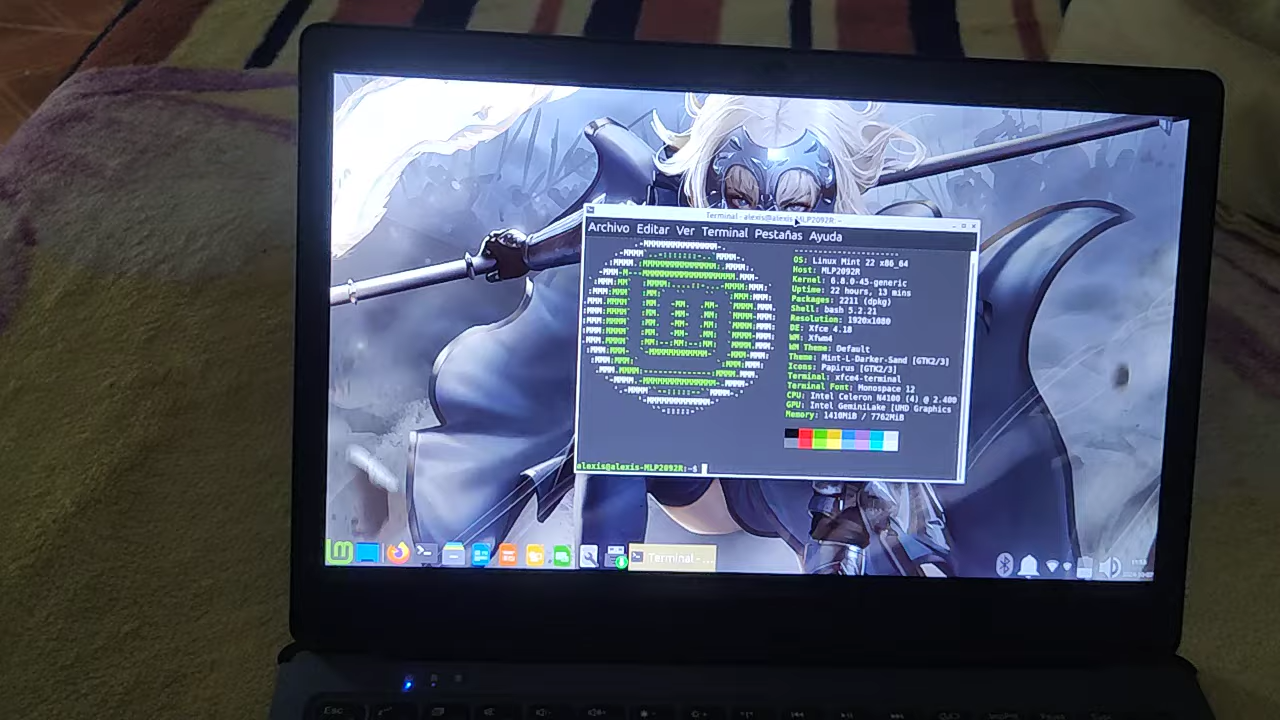 Terminal - alexis@alexis-MLP2092R: ~
Archivo Editar Ver Terminal Pestañas Ayuda
OS: Linux Mint 22 x86_64
Host: MLP2092R
Kernel: 6.8.0-45-generic
Uptime: 22 hours, 13 mins
Packages: 2211 (dpkg)
Shell: bash 5.2.21
Resolution: 1920x1080
DE: Xfce 4.18
WM: Xfwm4
WM Theme: Default
Theme: Mint-L-Darker-Sand [GTK2/3]
Icons: Papirus [GTK2/3]
Terminal: xfce4-terminal
Terminal Font: Monospace 12
CPU: Intel Celeron N4100 (4) @ 2.400
GPU: Intel GeminiLake [UHD Graphics
Memory: 1410MiB / 7762MiB
alexis@alexis-MLP2092R:~$
Terminal - ...
Esc